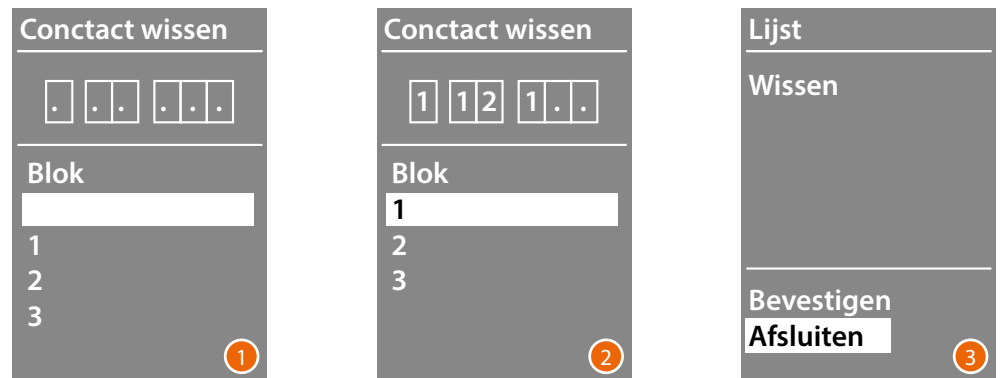 Conctact wissen
. . . . . .
Blok
1
2
3
1
Conctact wissen
1 1 2 1 . .
Blok
1
2
3
2
Lijst
Wissen
Bevestigen
Afsluiten
3